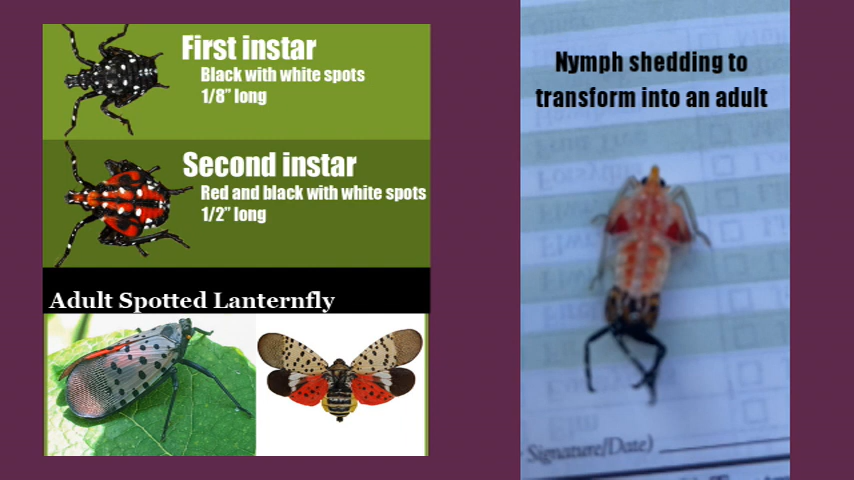 First instar
Black with white spots
1/8” long
Second instar
Red and black with white spots
1/2” long
Adult Spotted Lanternfly
Nymph shedding to
transform into an adult
Signature/Date)